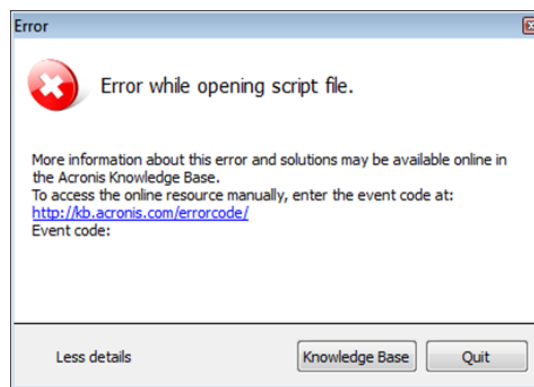 Error
Error while opening script file.
More information about this error and solutions may be available online in
the Acronis Knowledge Base.
To access the online resource manually, enter the event code at:
http://kb.acronis.com/errorcode/
Event code:
Less details
Knowledge Base
Quit